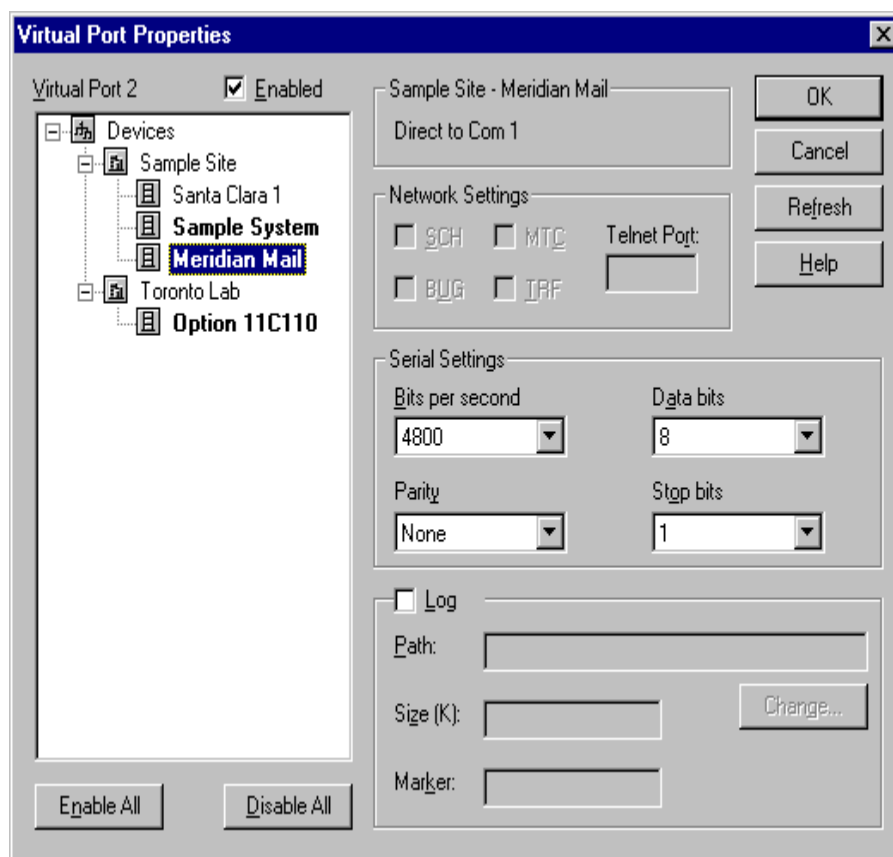 Virtual Port Properties
Virtual Port 2
Enabled
Devices
Sample Site
Santa Clara 1
Sample System
Meridian Mail
Toronto Lab
Option 11C110
Enable All
Disable All
Sample Site - Meridian Mail
Direct to Com 1
Network Settings
SCH
MTC
Telnet Port:
BUG
TRF
Serial Settings
Bits per second
Data bits
4800
8
Parity
Stop bits
None
1
Log
Path:
Size (K):
Change...
Marker:
OK
Cancel
Refresh
Help